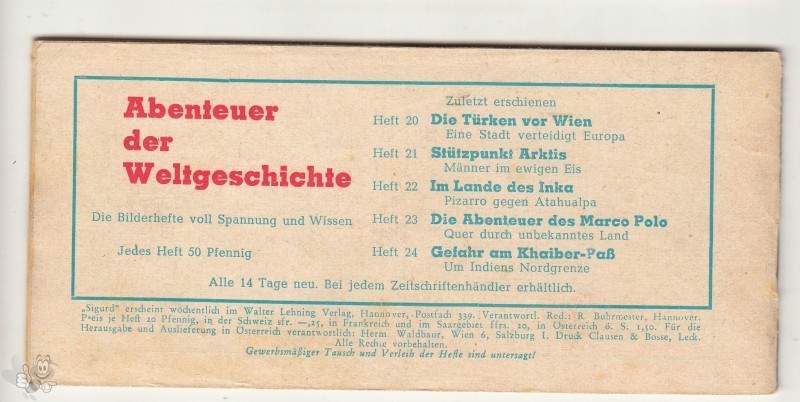 Abenteuer
der
Weltgeschichte
Die Bilderhefte voll Spannung und Wissen
Jedes Heft 50 Pfennig
Zuletzt erschienen
Heft 20 Die Türken vor Wien
Eine Stadt verteidigt Europa
Heft 21 Stützpunkt Arktis
Männer im ewigen Eis
Heft 22 Im Lande des Inka
Pizarro gegen Atahualpa
Heft 23 Die Abenteuer des Marco Polo
Quer durch unbekanntes Land
Heft 24 Gefahr am Khaiber-Paß
Um Indiens Nordgrenze
Alle 14 Tage neu. Bei jedem Zeitschriftenhändler erhältlich.
„Sigurd" erscheint wöchentlich im Walter Lehning Verlag, Hannover, Postfach 339. Verantwortl. Red.: R. Buhrmester, Hannover.
Preis je Heft 20 Pfennig, in der Schweiz sfr. —,25, in Frankreich und im Saargebiet ffrs. 20, in Österreich ö. S. 1,50. Für die
Herausgabe und Auslieferung in Österreich verantwortlich: Herm. Waldbaur, Wien 6, Salzburg 1. Druck Clausen & Bosse, Leck.
Alle Rechte vorbehalten.
Gewerbsmäßiger Tausch und Verleih der Hefte sind untersagt!